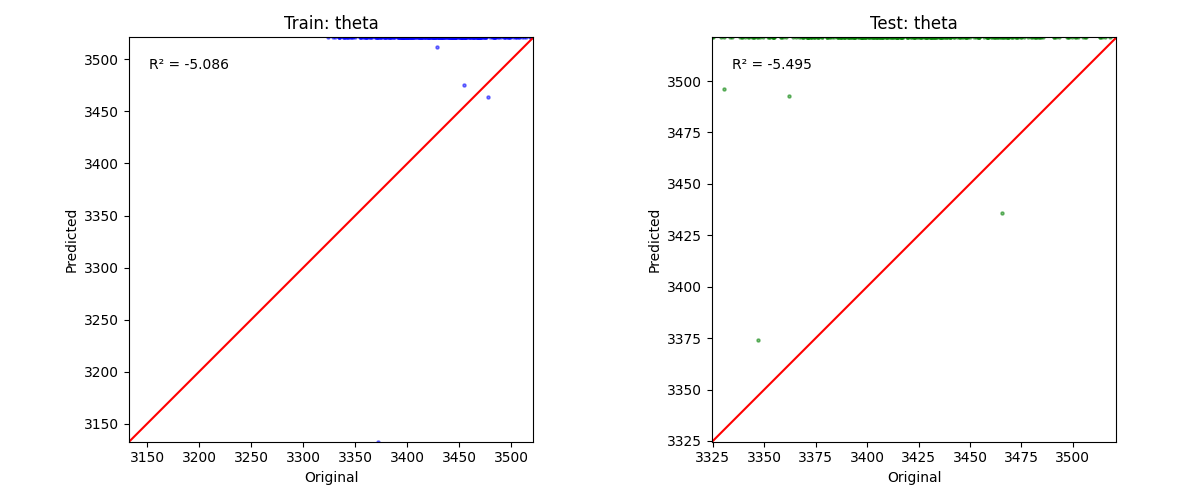 Train: theta
R² = -5.086
3500
3450
3400
3350
3300
3250
3200
3150
Predicted
3150 3200 3250 3300 3350 3400 3450 3500
Original
Test: theta
R² = -5.495
3500
3475
3450
3425
3400
3375
3350
3325
Predicted
3325 3350 3375 3400 3425 3450 3475 3500
Original